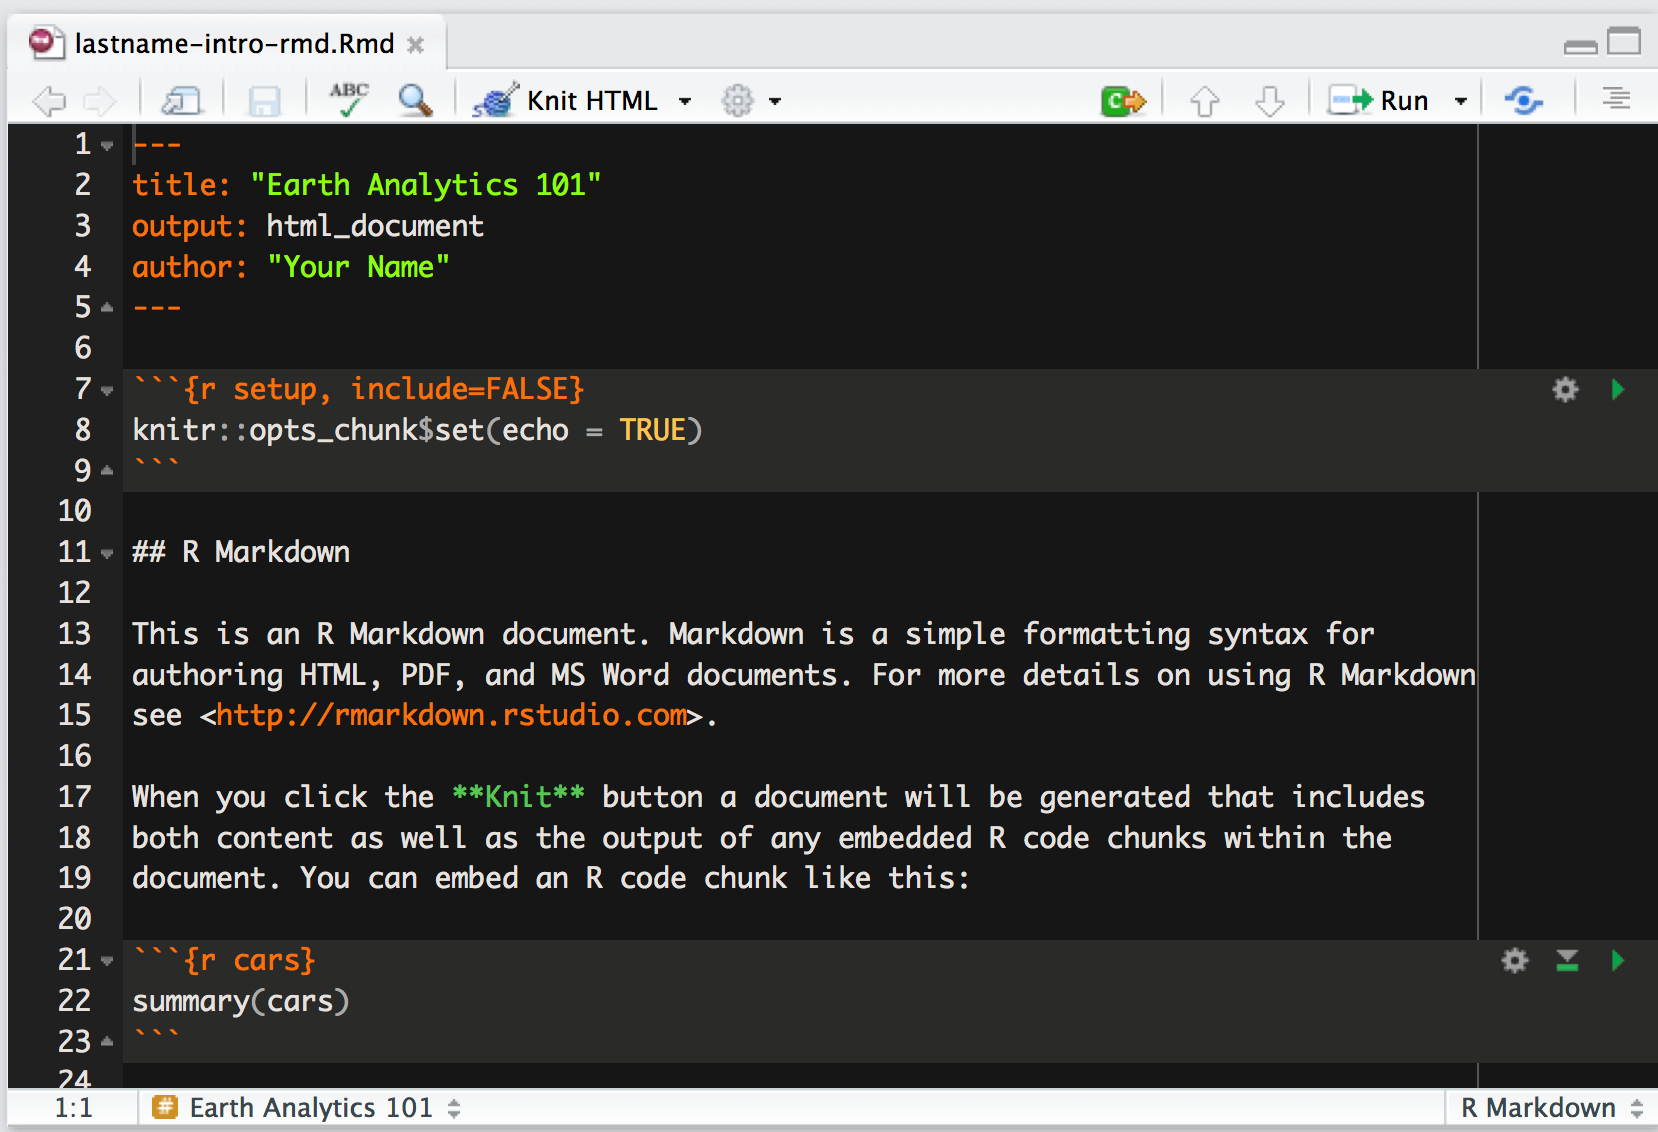 lastname-intro-rmd.Rmd
ABC Knit HTML C Run
1 ---
2 title: "Earth Analytics 101"
3 output: html_document
4 author: "Your Name"
5 ---
6
7 ```{r setup, include=FALSE}
8 knitr::opts_chunk$set(echo = TRUE)
9 ```
10
11 ## R Markdown
12
13 This is an R Markdown document. Markdown is a simple formatting syntax for
14 authoring HTML, PDF, and MS Word documents. For more details on using R Markdown
15 see <http://rmarkdown.rstudio.com>.
16
17 When you click the **Knit** button a document will be generated that includes
18 both content as well as the output of any embedded R code chunks within the
19 document. You can embed an R code chunk like this:
20
21 ```{r cars}
22 summary(cars)
23 ```
24
1:1 # Earth Analytics 101 R Markdown